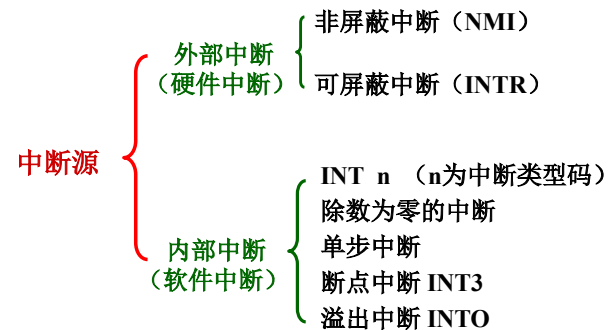 中断源
外部中断
（硬件中断）
非屏蔽中断（NMI）
可屏蔽中断（INTR）
内部中断
（软件中断）
INT n （n为中断类型码）
除数为零的中断
单步中断
断点中断 INT3
溢出中断 INTO